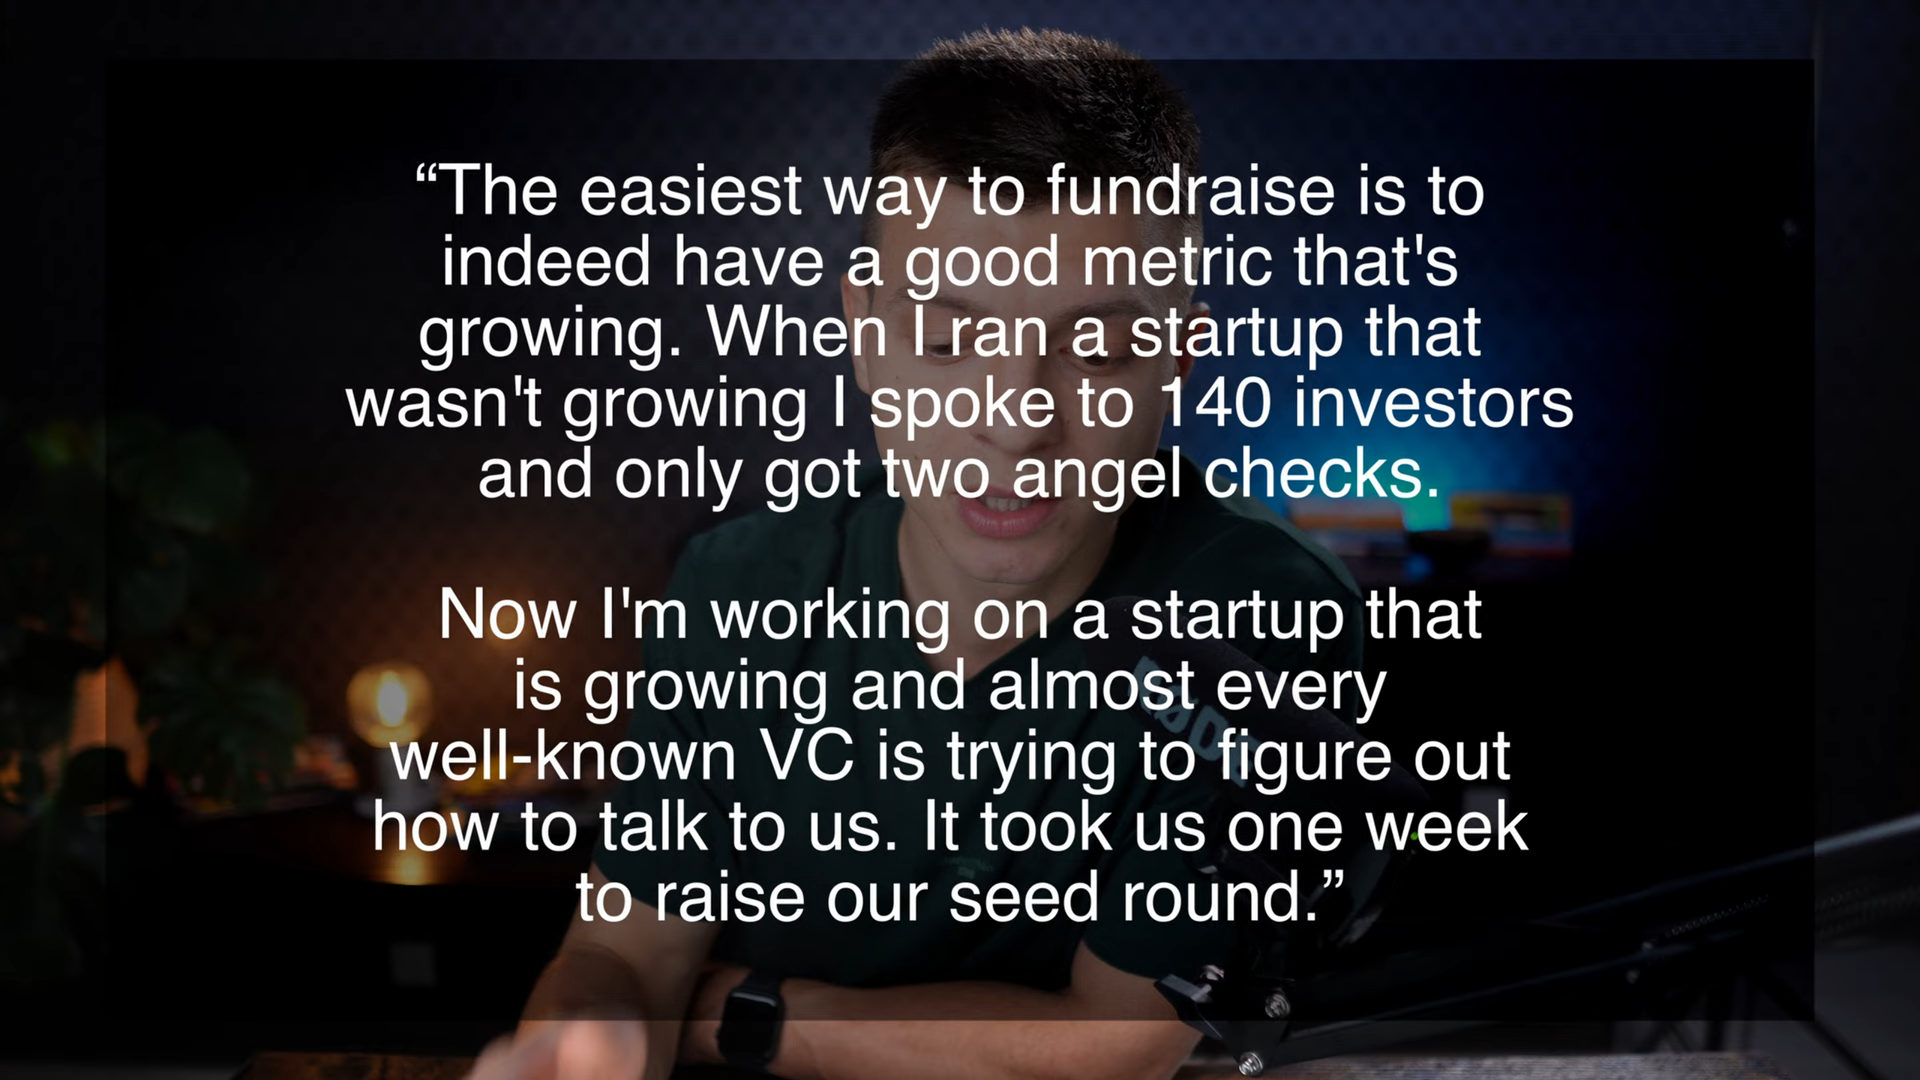 “The easiest way to fundraise is to
indeed have a good metric that's
growing. When I ran a startup that
wasn't growing I spoke to 140 investors
and only got two angel checks.
Now I'm working on a startup that
is growing and almost every
well-known VC is trying to figure out
how to talk to us. It took us one week
to raise our seed round.”